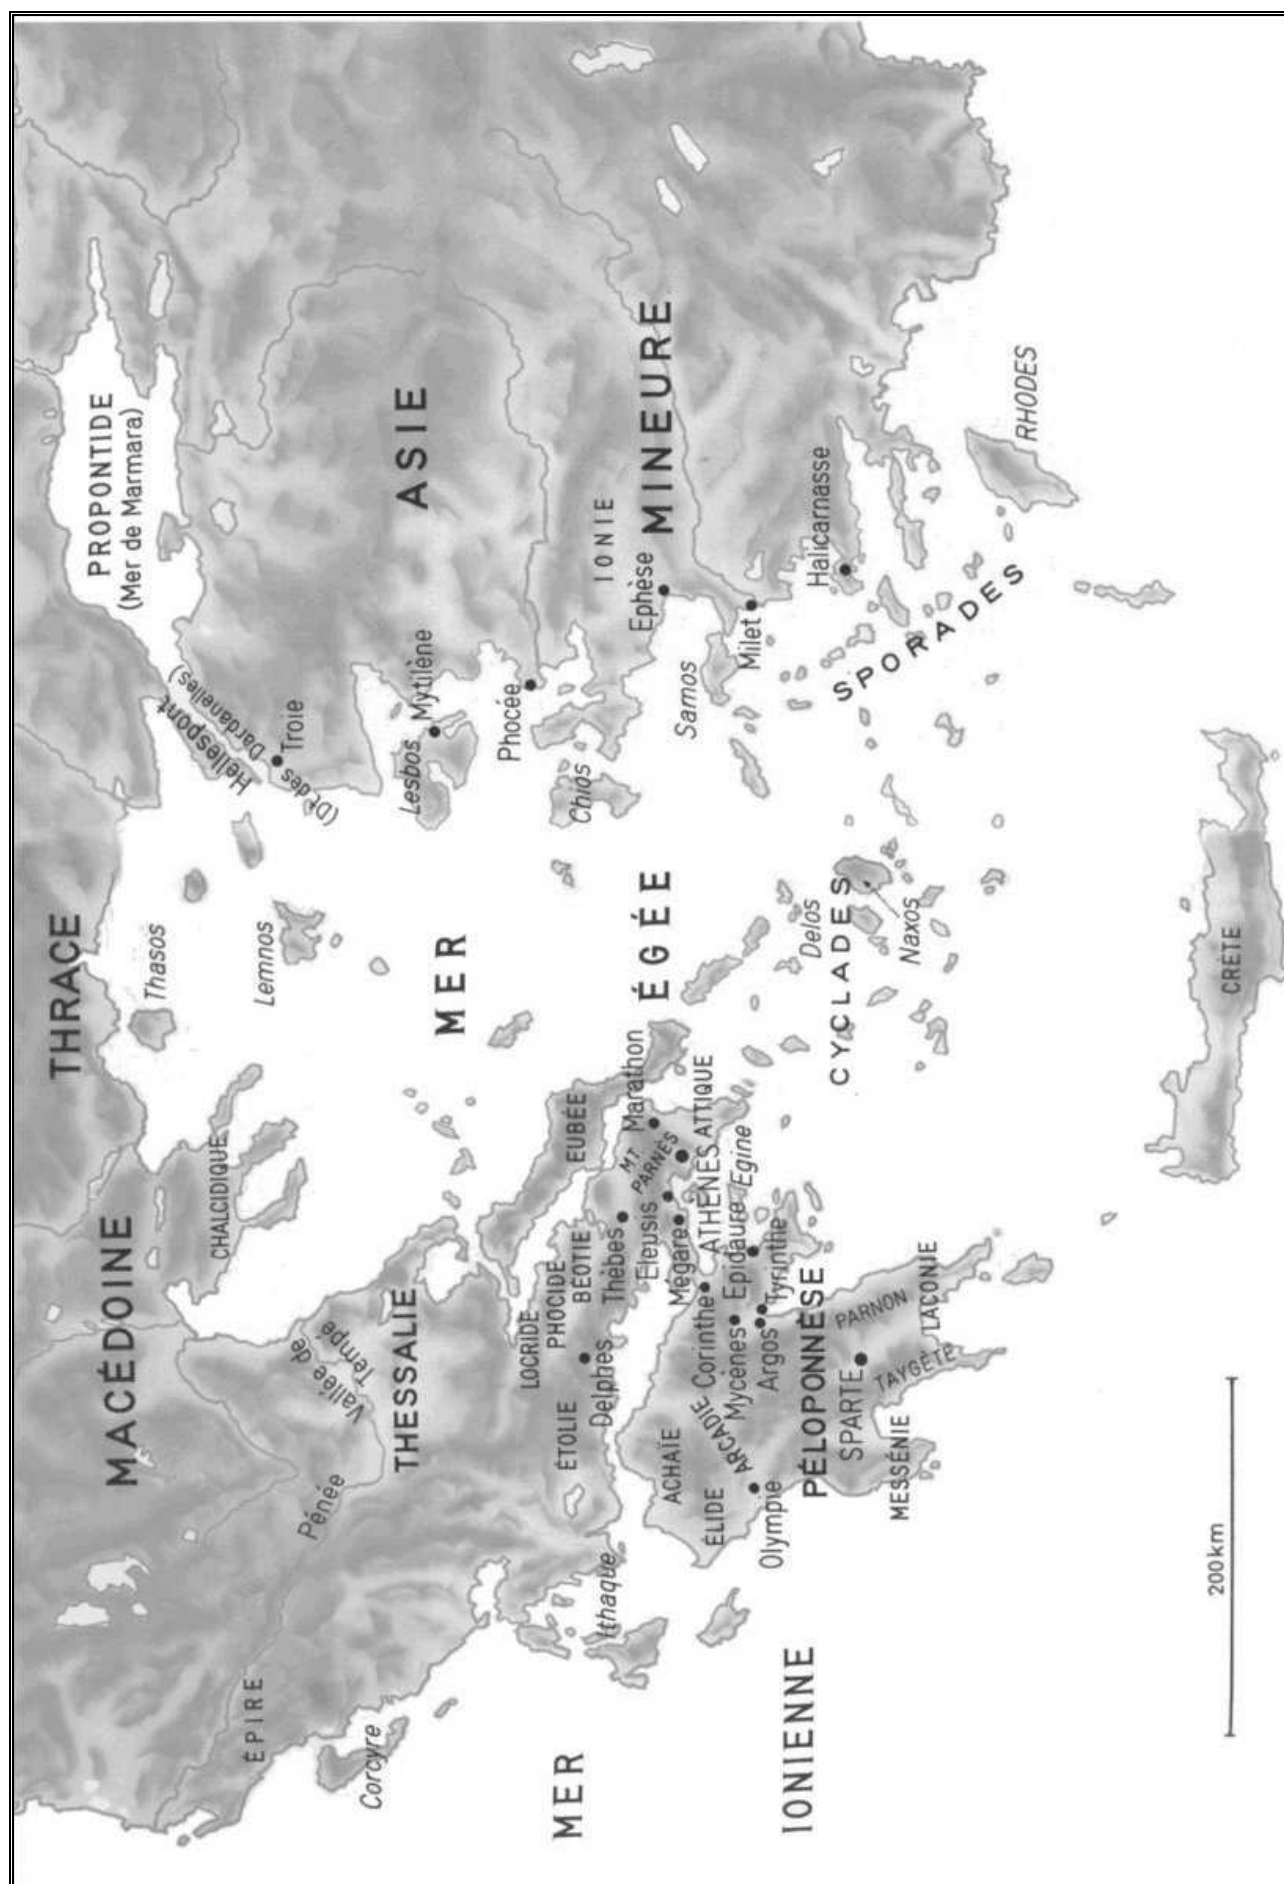 THRACE
MACÉDOINE
PROPONTIDE
(Mer de Marmara)
Hellespont
(Dt des Dardanelles)
Troie
Thasos
Lemnos
CHALCIDIQUE
ÉPIRE
Corcyre
Pénée
Vallée de
Tempé
THESSALIE
ASIE
MINEURE
IONIE
Lesbos
Mytilène
Phocée
Chios
Ephèse
Samos
Milet
Halicarnasse
RHODES
SPORADES
MER
ÉGÉE
EUBÉE
LOCRIDE
PHOCIDE
BÉOTIE
ÉTOLIE
Delphes
Thèbes
Eleusis
Mégare
MT
PARNÈS
Marathon
ATHÈNES
ATTIQUE
Egine
Epidaure
Tyrinthe
Corinthe
Mycènes
Argos
ACHAÏE
ARCADIE
ÉLIDE
Olympie
Ithaque
PÉLOPONNÈSE
SPARTE
PARNON
TAYGÈTE
LACONIE
MESSÉNIE
Delos
CYCLADES
Naxos
CRÈTE
MER
IONIENNE
200km